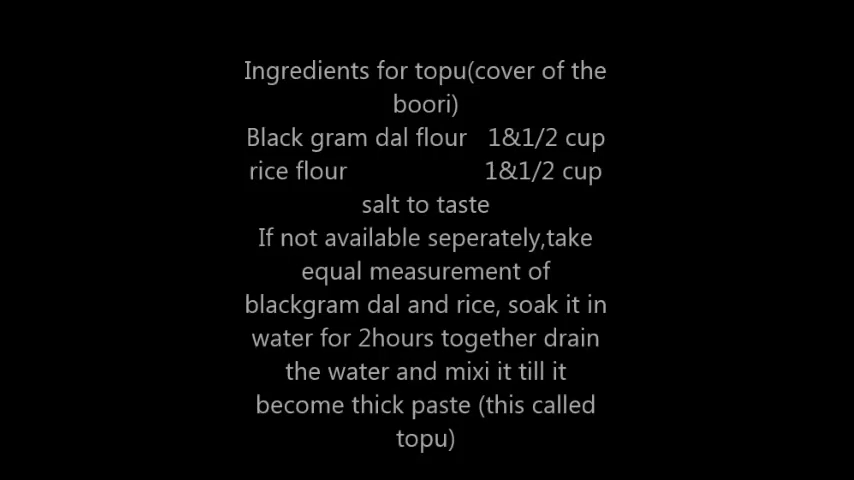 Ingredients for topu(cover of the
boori)
Black gram dal flour 1&1/2 cup
rice flour 1&1/2 cup
salt to taste
If not available seperately,take
equal measurement of
blackgram dal and rice, soak it in
water for 2hours together drain
the water and mixi it till it
become thick paste (this called
topu)